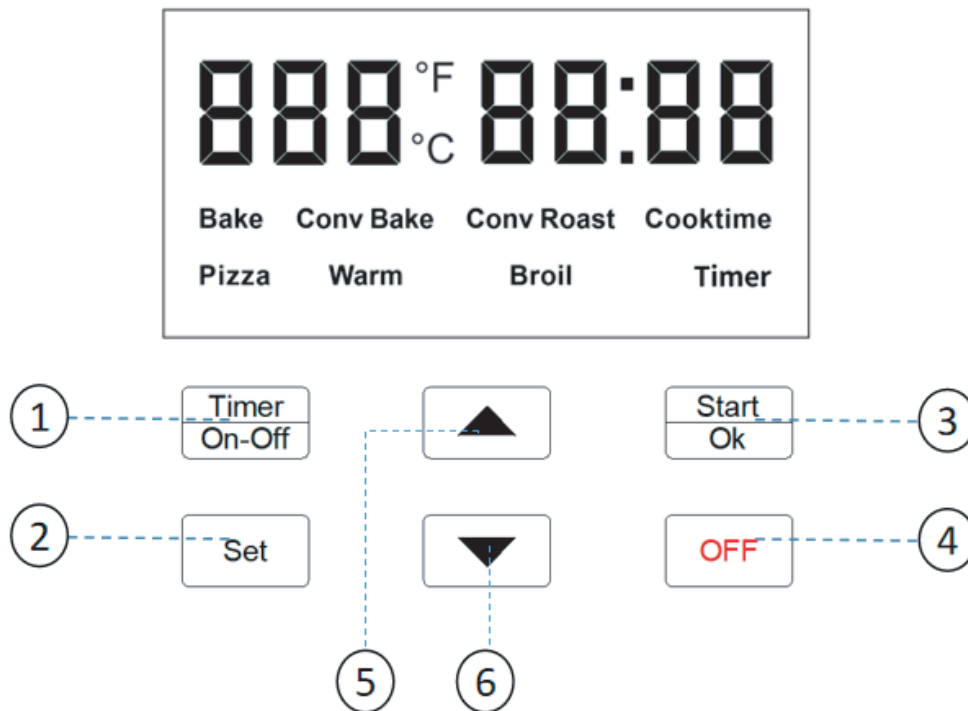 888 °F 88:88
°C
Bake Conv Bake Conv Roast Cooktime
Pizza Warm Broil Timer
1 Timer Start 3
On-Off Ok
2 Set OFF 4
5 6